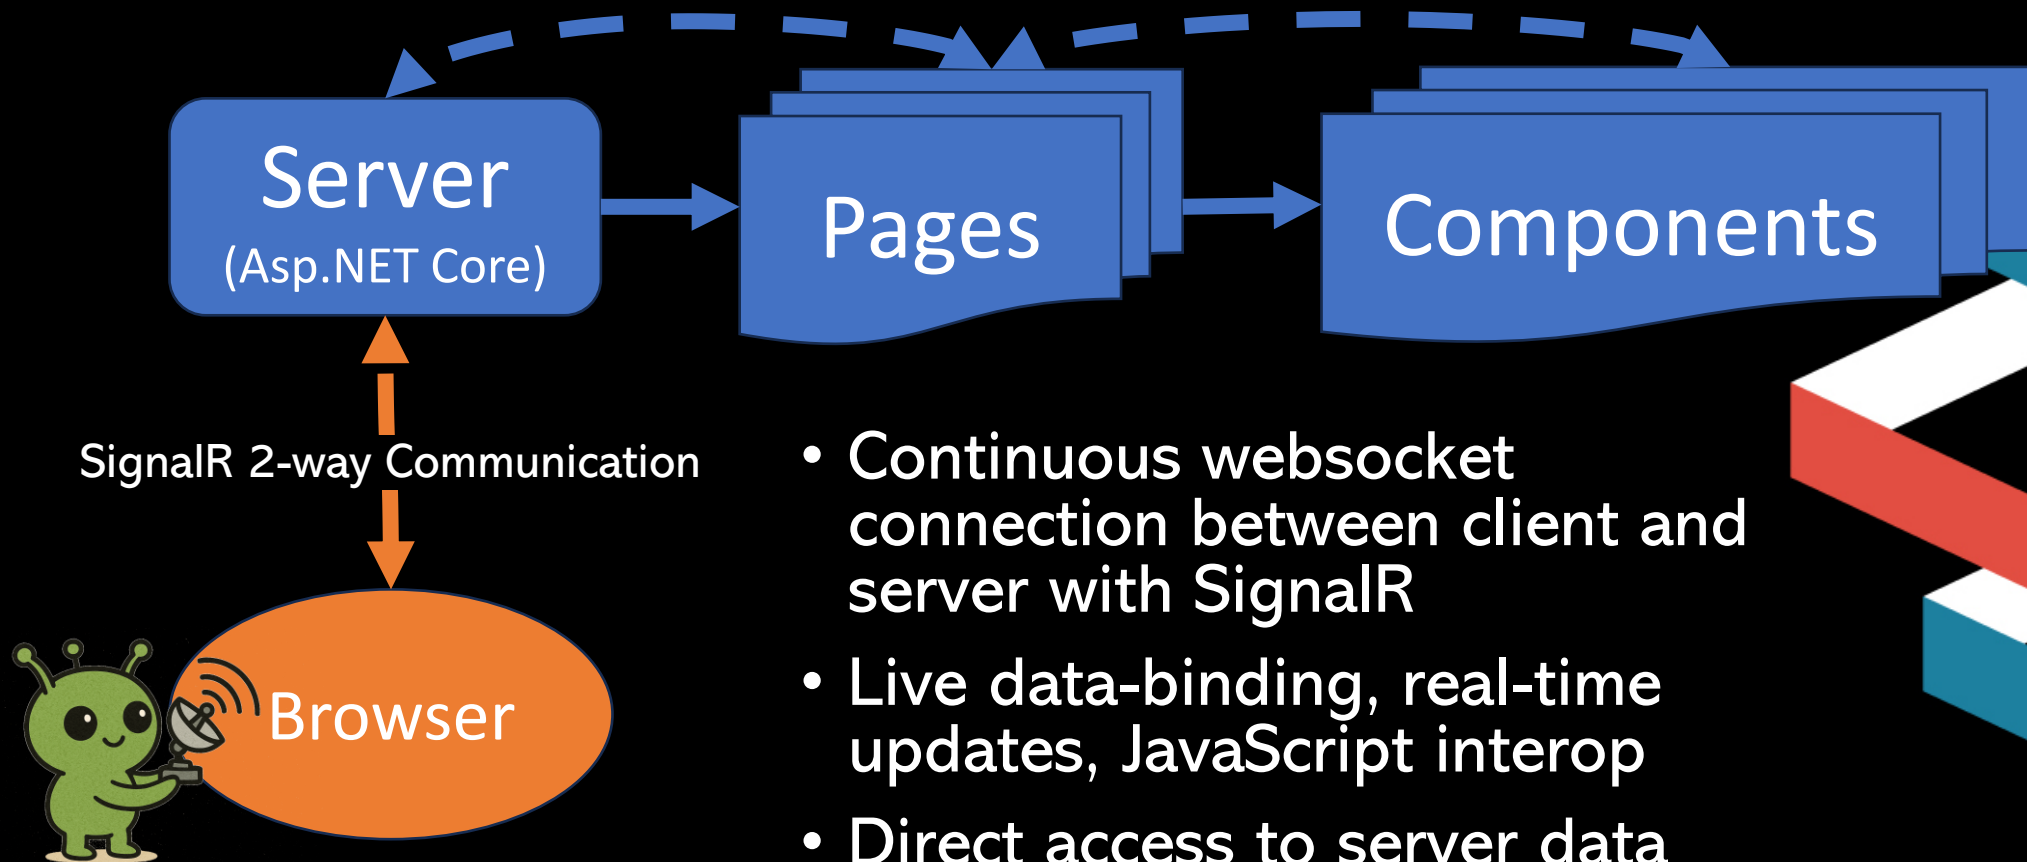 Server
(Asp.NET Core)
Pages
Components
SignalR 2-way Communication
Browser
• Continuous websocket
connection between client and
server with SignalR
• Live data-binding, real-time
updates, JavaScript interop
• Direct access to server data